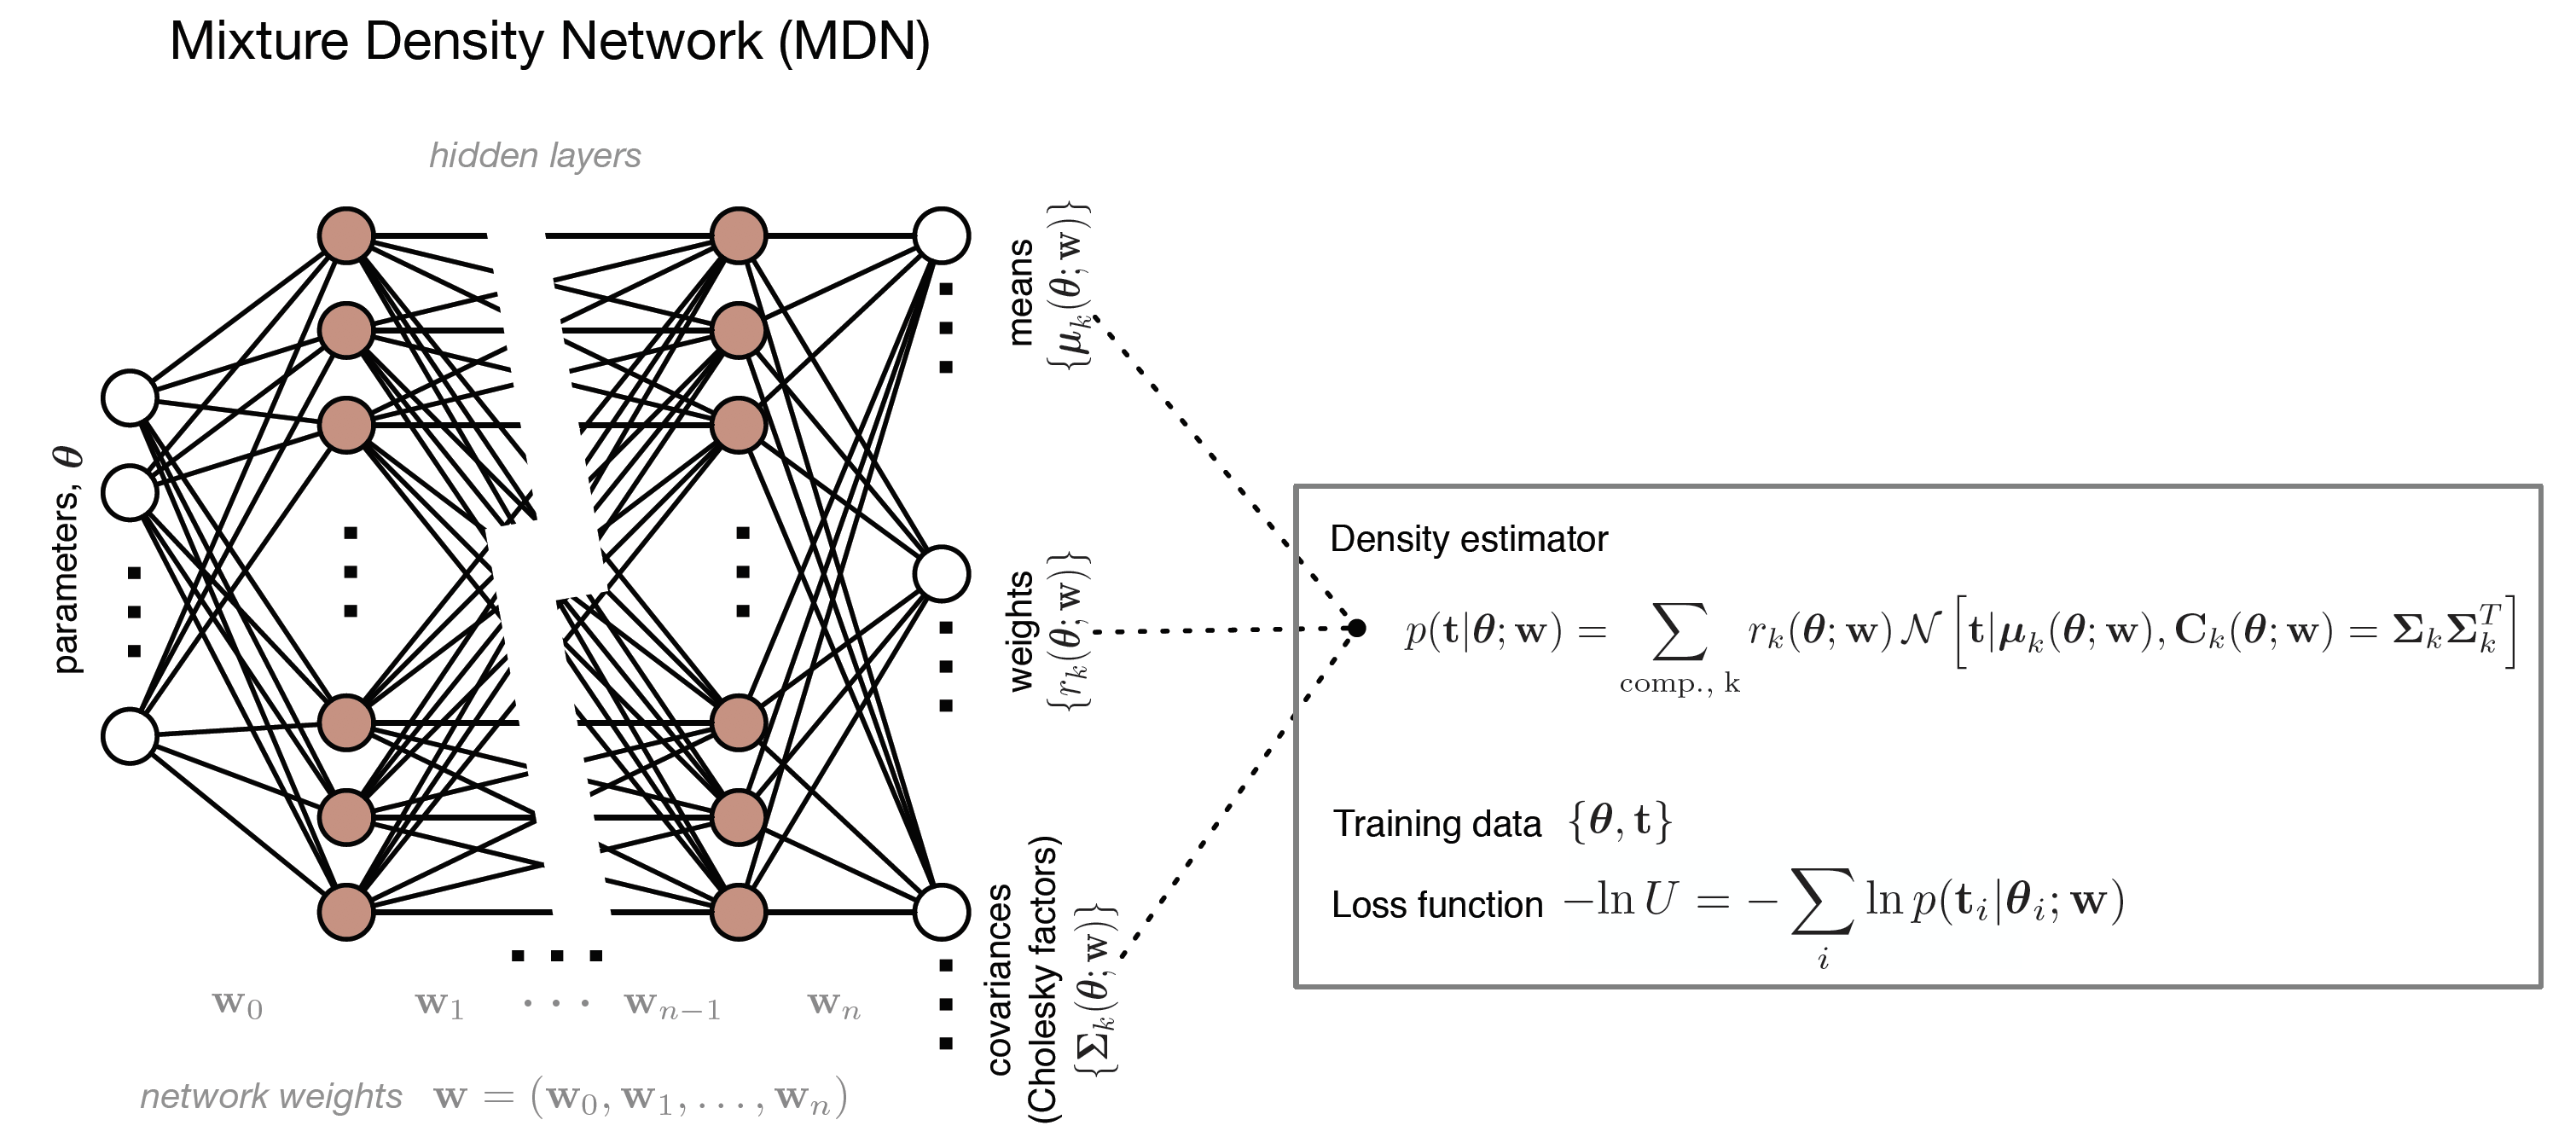 Mixture Density Network (MDN)
hidden layers
parameters, θ
means
{μ_k(θ; w)}
weights
{r_k(θ; w)}
covariances
(Cholesky factors)
{Σ_k(θ; w)}
w_0 w_1 ··· w_{n−1} w_n
network weights w = (w_0, w_1, . . . , w_n)
Density estimator
p(t|θ; w) = ∑_{comp., k} r_k(θ; w) 𝒩 [t|μ_k(θ; w), C_k(θ; w) = Σ_kΣ_k^T]
Training data {θ, t}
Loss function −ln U = − ∑_i ln p(t_i|θ_i; w)